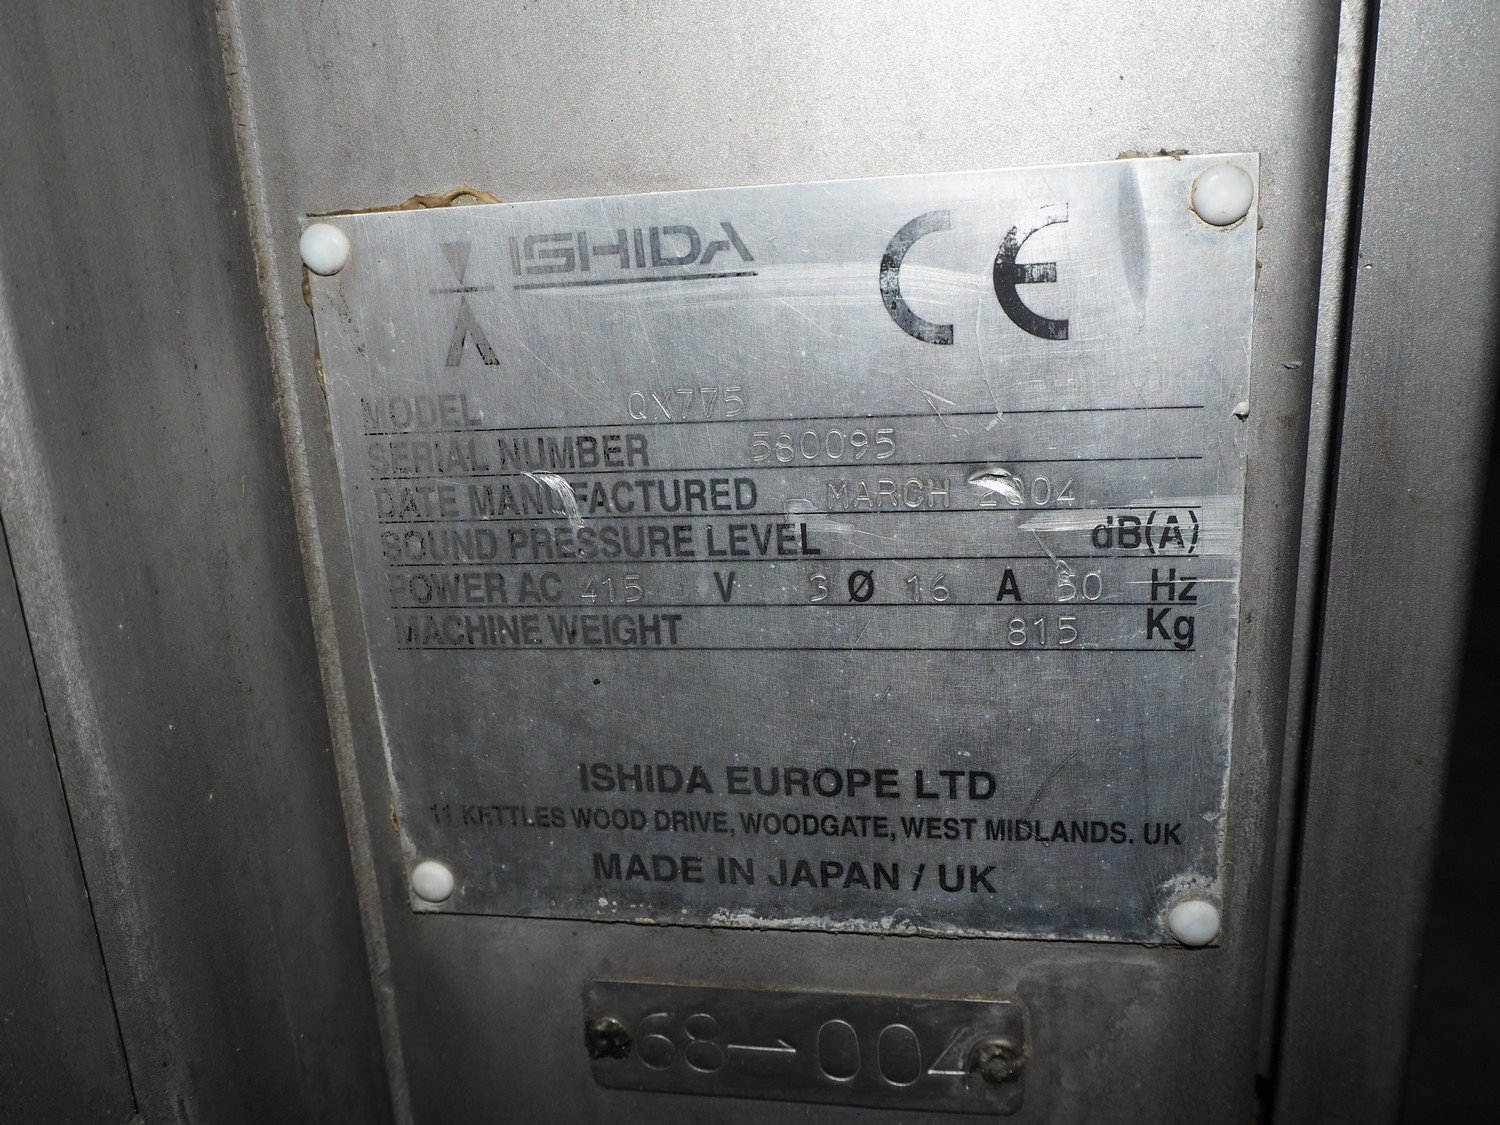 ISHIDA CE
MODEL QX775
SERIAL NUMBER 580095
DATE MANUFACTURED MARCH 2004
SOUND PRESSURE LEVEL dB(A)
POWER AC 415 V 3 Ø 16 A 50 Hz
MACHINE WEIGHT 815 Kg
ISHIDA EUROPE LTD
11 KETTLES WOOD DRIVE, WOODGATE, WEST MIDLANDS. UK
MADE IN JAPAN / UK
68-004